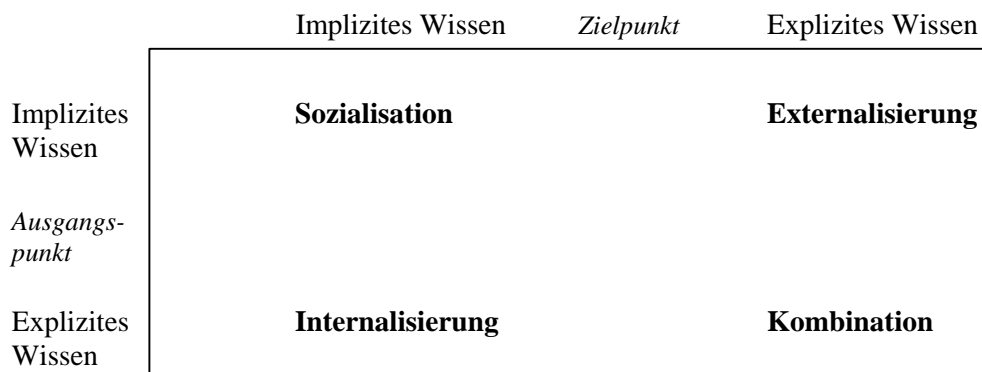 Implizites Wissen Zielpunkt Explizites Wissen
Implizites Sozialisation Externalisierung
Wissen
Ausgangs-
punkt
Explizites Internalisierung Kombination
Wissen